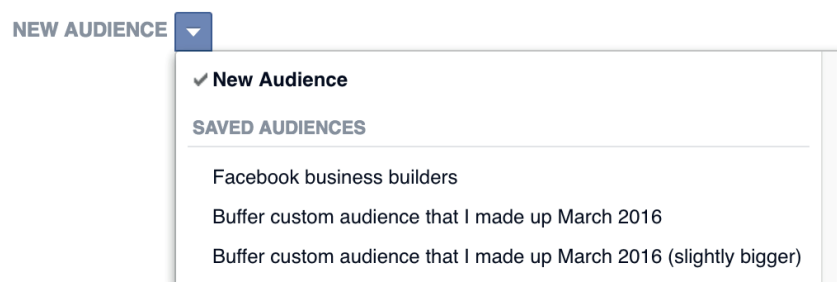 NEW AUDIENCE
New Audience
SAVED AUDIENCES
Facebook business builders
Buffer custom audience that I made up March 2016
Buffer custom audience that I made up March 2016 (slightly bigger)